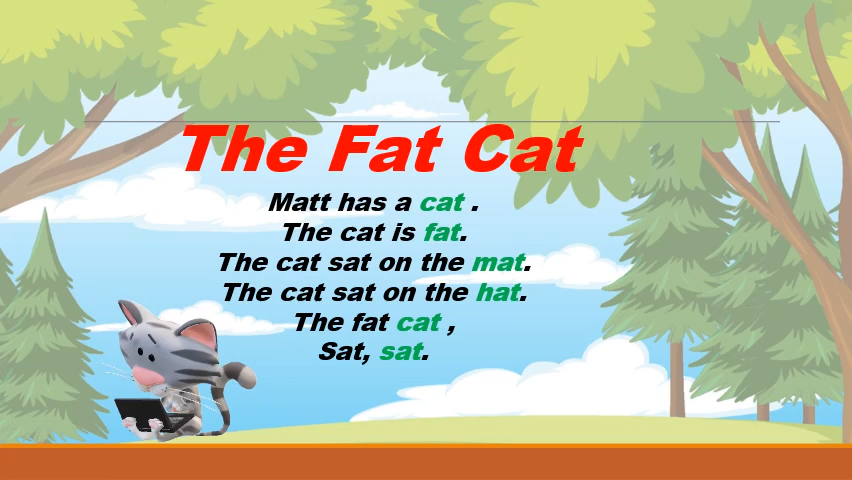 The Fat Cat
Matt has a cat .
The cat is fat.
The cat sat on the mat.
The cat sat on the hat.
The fat cat ,
Sat, sat.